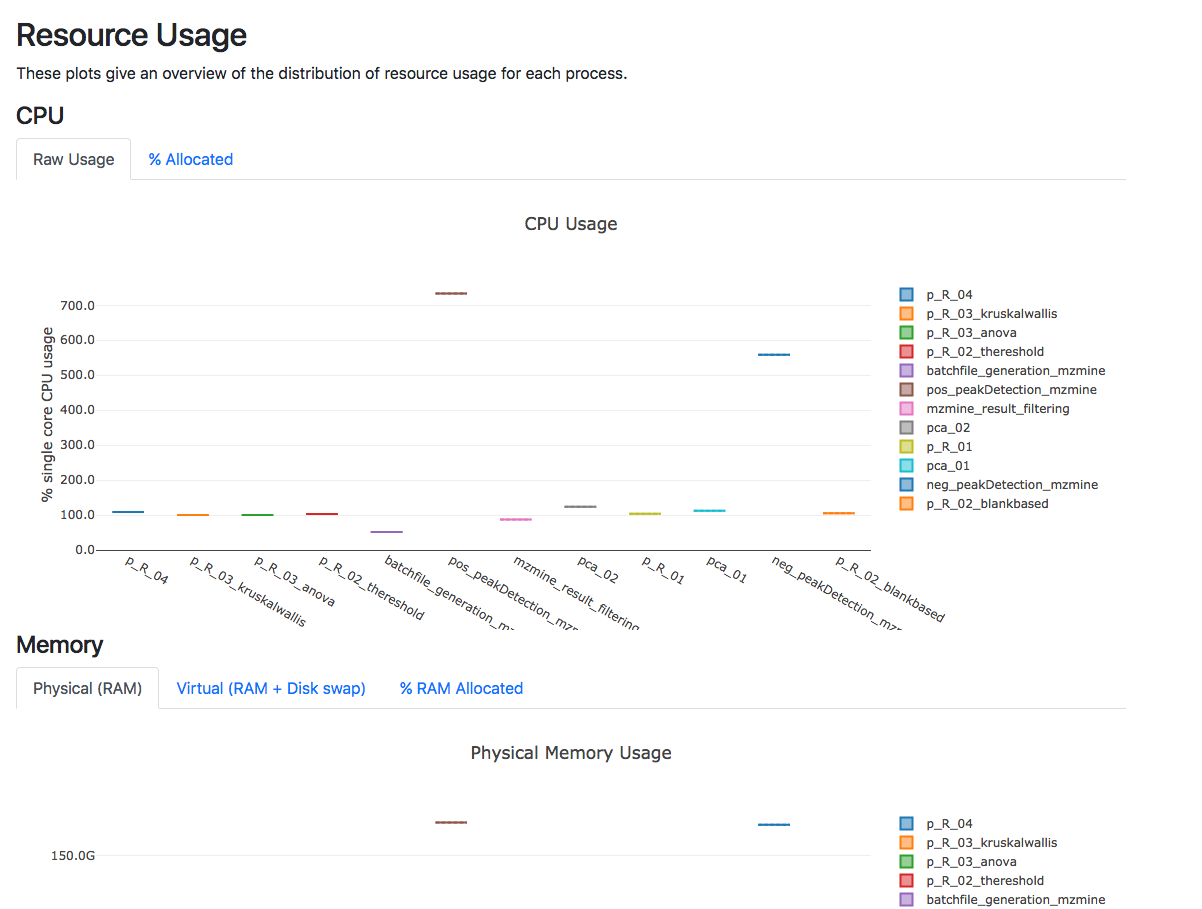 Resource Usage
These plots give an overview of the distribution of resource usage for each process.
CPU
Raw Usage % Allocated
CPU Usage
% single core CPU usage
700.0
600.0
500.0
400.0
300.0
200.0
100.0
0.0
p_R_04
p_R_03_kruskalwallis
p_R_03_anova
p_R_02_thereshold
batchfile_generation_mz
pos_peakDetection_mz
mzmine_result_filtering
pca_02
p_R_01
pca_01
neg_peakDetection_mz
p_R_02_blankbased
p_R_04
p_R_03_kruskalwallis
p_R_03_anova
p_R_02_thereshold
batchfile_generation_mzmine
pos_peakDetection_mzmine
mzmine_result_filtering
pca_02
p_R_01
pca_01
neg_peakDetection_mzmine
p_R_02_blankbased
Memory
Physical (RAM) Virtual (RAM + Disk swap) % RAM Allocated
Physical Memory Usage
150.0G
p_R_04
p_R_03_kruskalwallis
p_R_03_anova
p_R_02_thereshold
batchfile_generation_mzmine